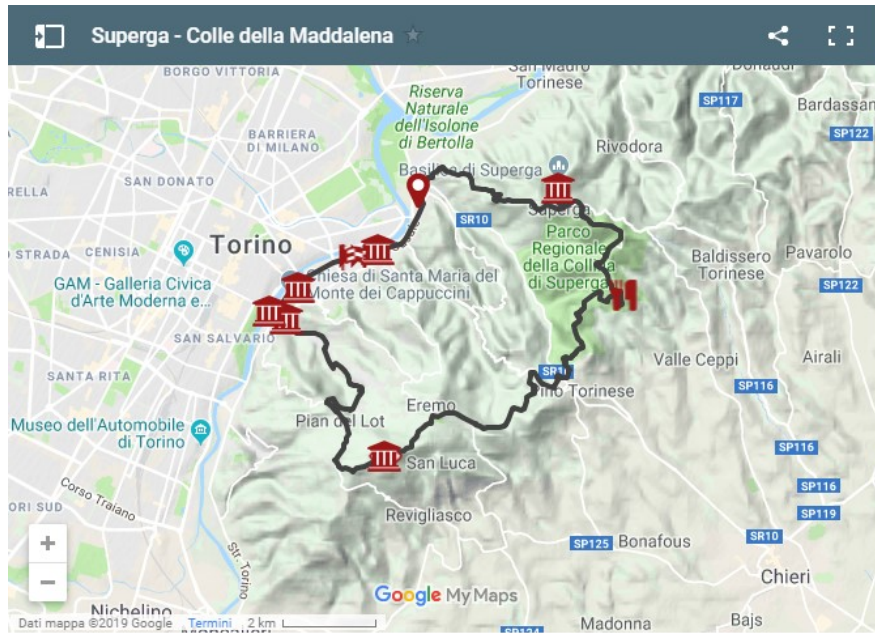 Superga - Colle della Maddalena
BORGO VITTORIA
San Mauro
Torinese
Riserva
Naturale
dell'Isolone
di Bertolla
SP117
Bardassan
SP122
BARRIERA
DI MILANO
Rivodora
Basilica di Superga
SAN DONATO
SR10
Superga
Parco
Regionale
della Collina
di Superga
Torino
STRADA
CENISIA
Baldissero
Torinese
Pavarolo
GAM - Galleria Civica
d'Arte Moderna e...
Chiesa di Santa Maria del
Monte dei Cappuccini
SP122
SAN SALVARIO
Valle Ceppi
Airali
SANTA RITA
Pino Torinese
SP116
Eremo
Pian del Lot
Museo dell'Automobile
di Torino
SP116
San Luca
Corso Traiano
SP116
ORI SUD
Revigliasco
SP119
SR10
SP125
Bonafous
Str. Torino
Chieri
Google My Maps
Nichelino
Dati mappa ©2019 Google
Termini
2 km
Madonna
Bajs